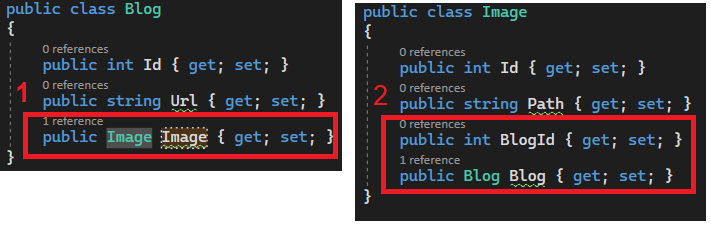 public class Blog
{
0 references
public int Id { get; set; }
0 references
public string Url { get; set; }
1 reference
public Image Image { get; set; }
}
1
public class Image
{
0 references
public int Id { get; set; }
0 references
public string Path { get; set; }
0 references
public int BlogId { get; set; }
1 reference
public Blog Blog { get; set; }
}
2